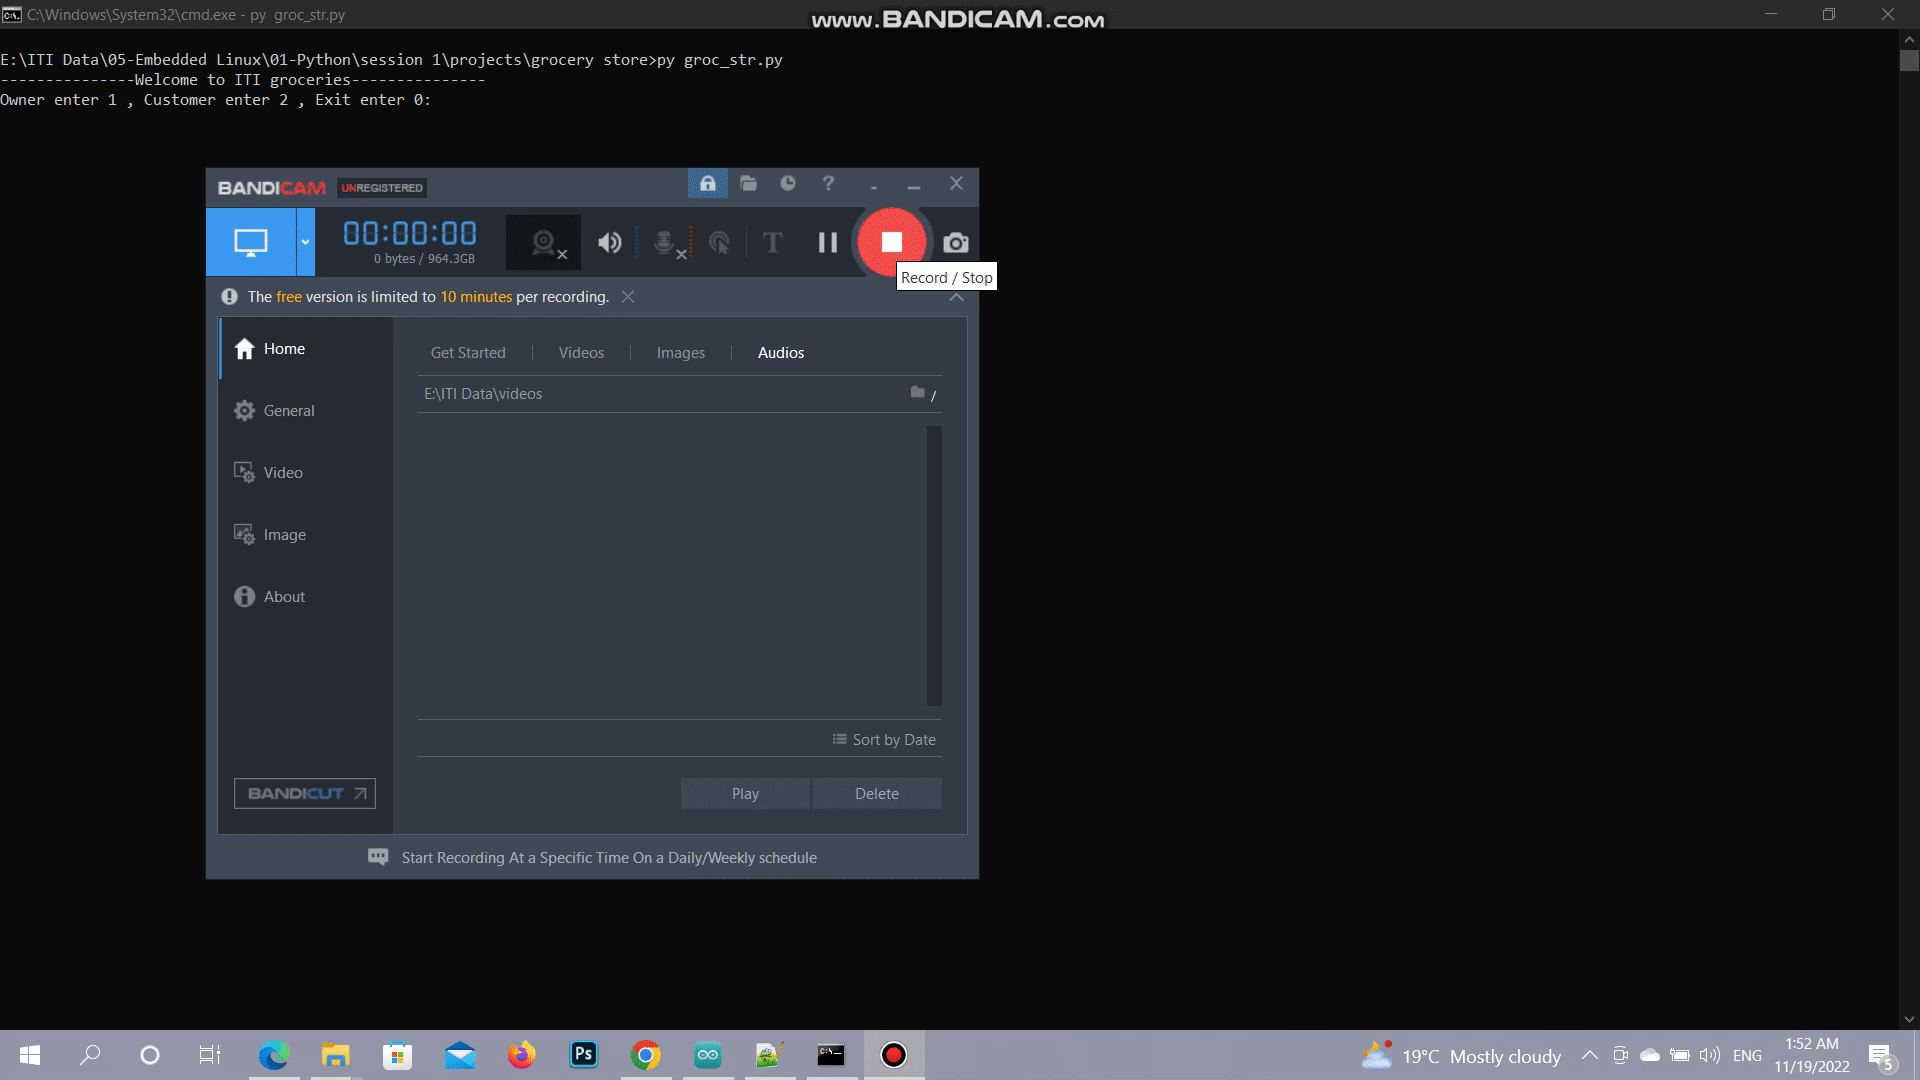 C:\Windows\System32\cmd.exe - py  groc_str.py
www.BANDICAM.com
E:\ITI Data\05-Embedded Linux\01-Python\session 1\projects\grocery store>py groc_str.py
---------------Welcome to ITI groceries---------------
Owner enter 1 , Customer enter 2 , Exit enter 0:
BANDICAM UNREGISTERED
00:00:00
0 bytes / 964.3GB
T
Record / Stop
The free version is limited to 10 minutes per recording.
Home
Get Started
Videos
Images
Audios
E:\ITI Data\videos
/
General
Video
Image
About
Sort by Date
BANDICUT
Play
Delete
Start Recording At a Specific Time On a Daily/Weekly schedule
Ps
19°C Mostly cloudy
ENG
1:52 AM
11/19/2022
5